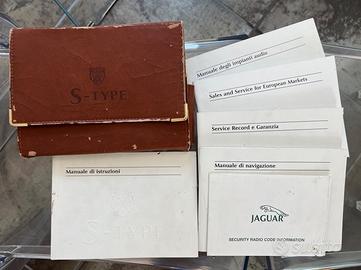 S-TYPE
Manuale degli impianti audio
Sales and Service for European Markets
Service Record e Garanzia
Manuale di istruzioni
S-TYPE
Manuale di navigazione
JAGUAR
SECURITY RADIO CODE INFORMATION